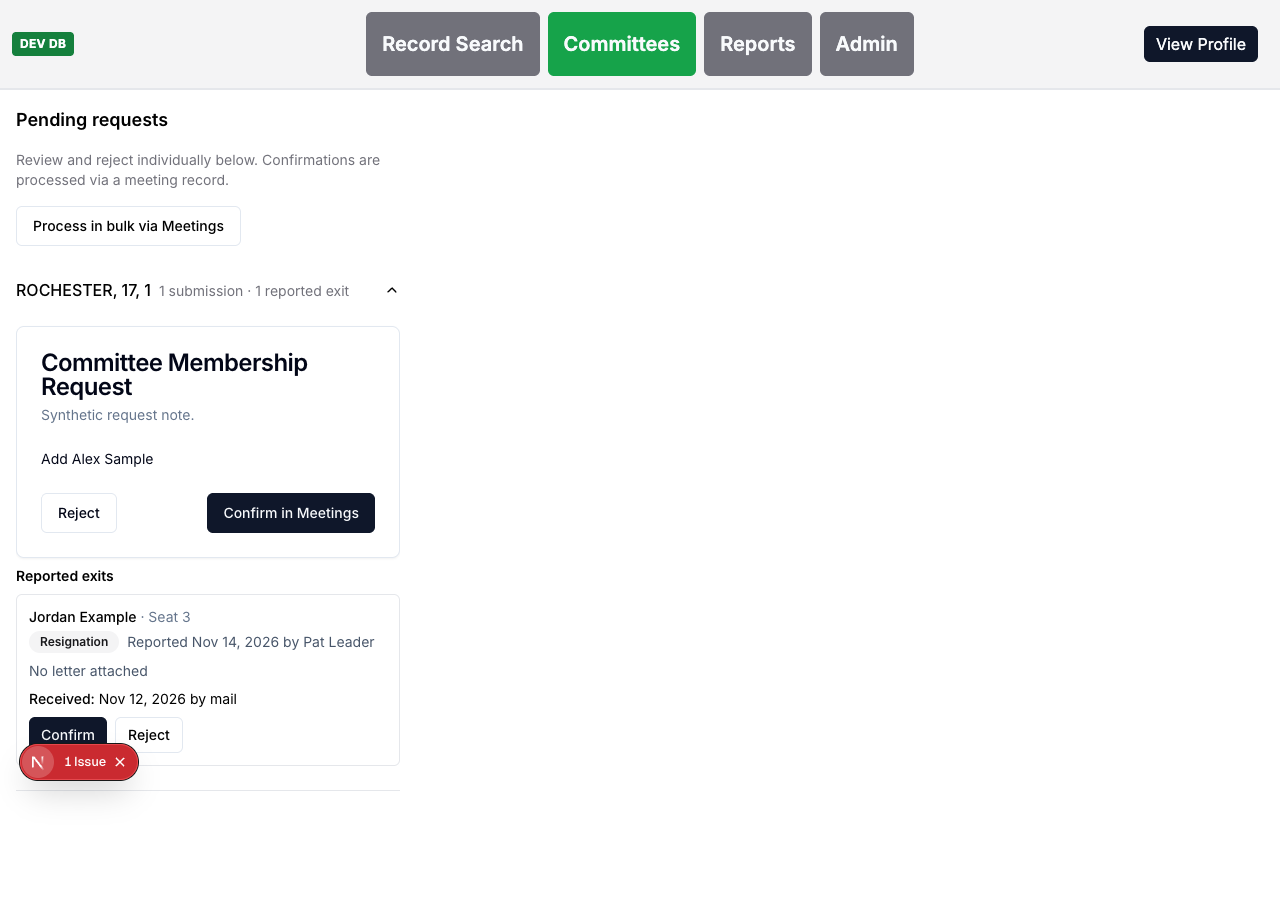 DEV DB
Record Search
Committees
Reports
Admin
View Profile
Pending requests
Review and reject individually below. Confirmations are
processed via a meeting record.
Process in bulk via Meetings
ROCHESTER, 17, 1 1 submission · 1 reported exit
Committee Membership
Request
Synthetic request note.
Add Alex Sample
Reject
Confirm in Meetings
Reported exits
Jordan Example · Seat 3
Resignation Reported Nov 14, 2026 by Pat Leader
No letter attached
Received: Nov 12, 2026 by mail
Confirm
Reject
N 1 Issue